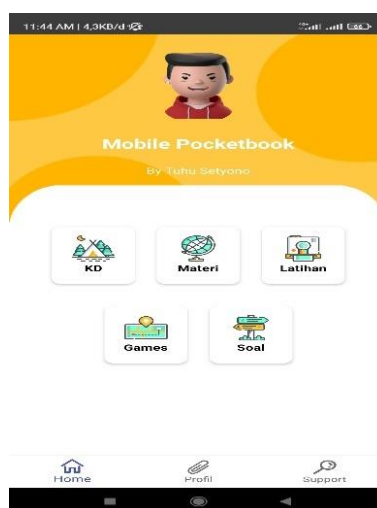 11:44 AM | 4,3KB/d
Mobile Pocketbook
By Tuhu Setyono
KD
Materi
Latihan
Games
Soal
Home
Profil
Support